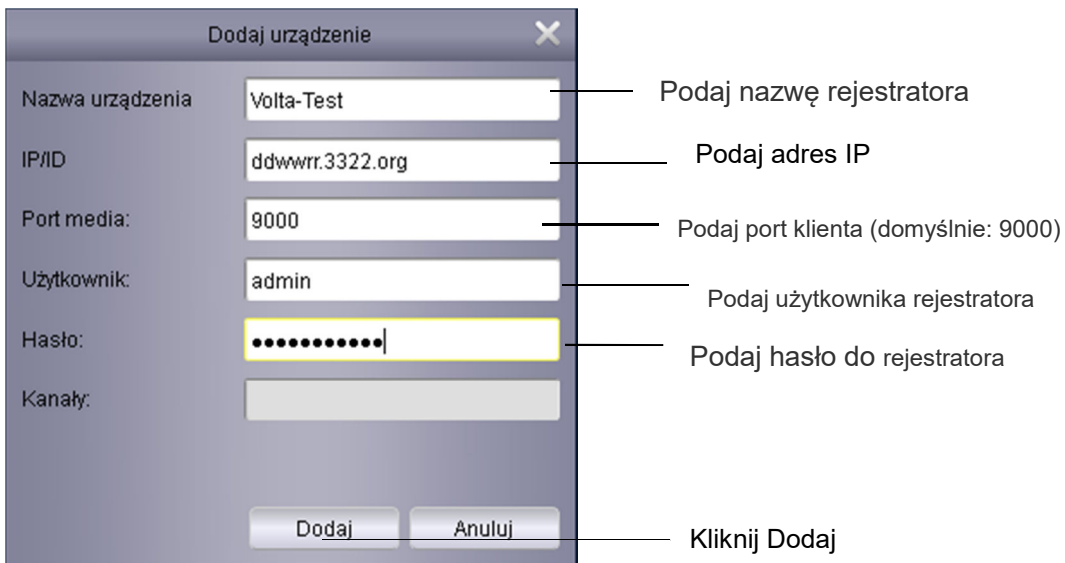 Dodaj urządzenie
Nazwa urządzenia
Volta-Test
Podaj nazwę rejestratora
IP/ID
ddwwrr.3322.org
Podaj adres IP
Port media:
9000
Podaj port klienta (domyślnie: 9000)
Użytkownik:
admin
Podaj użytkownika rejestratora
Hasło:
●●●●●●●●●●●
Podaj hasło do rejestratora
Kanały:
Dodaj
Anuluj
Kliknij Dodaj